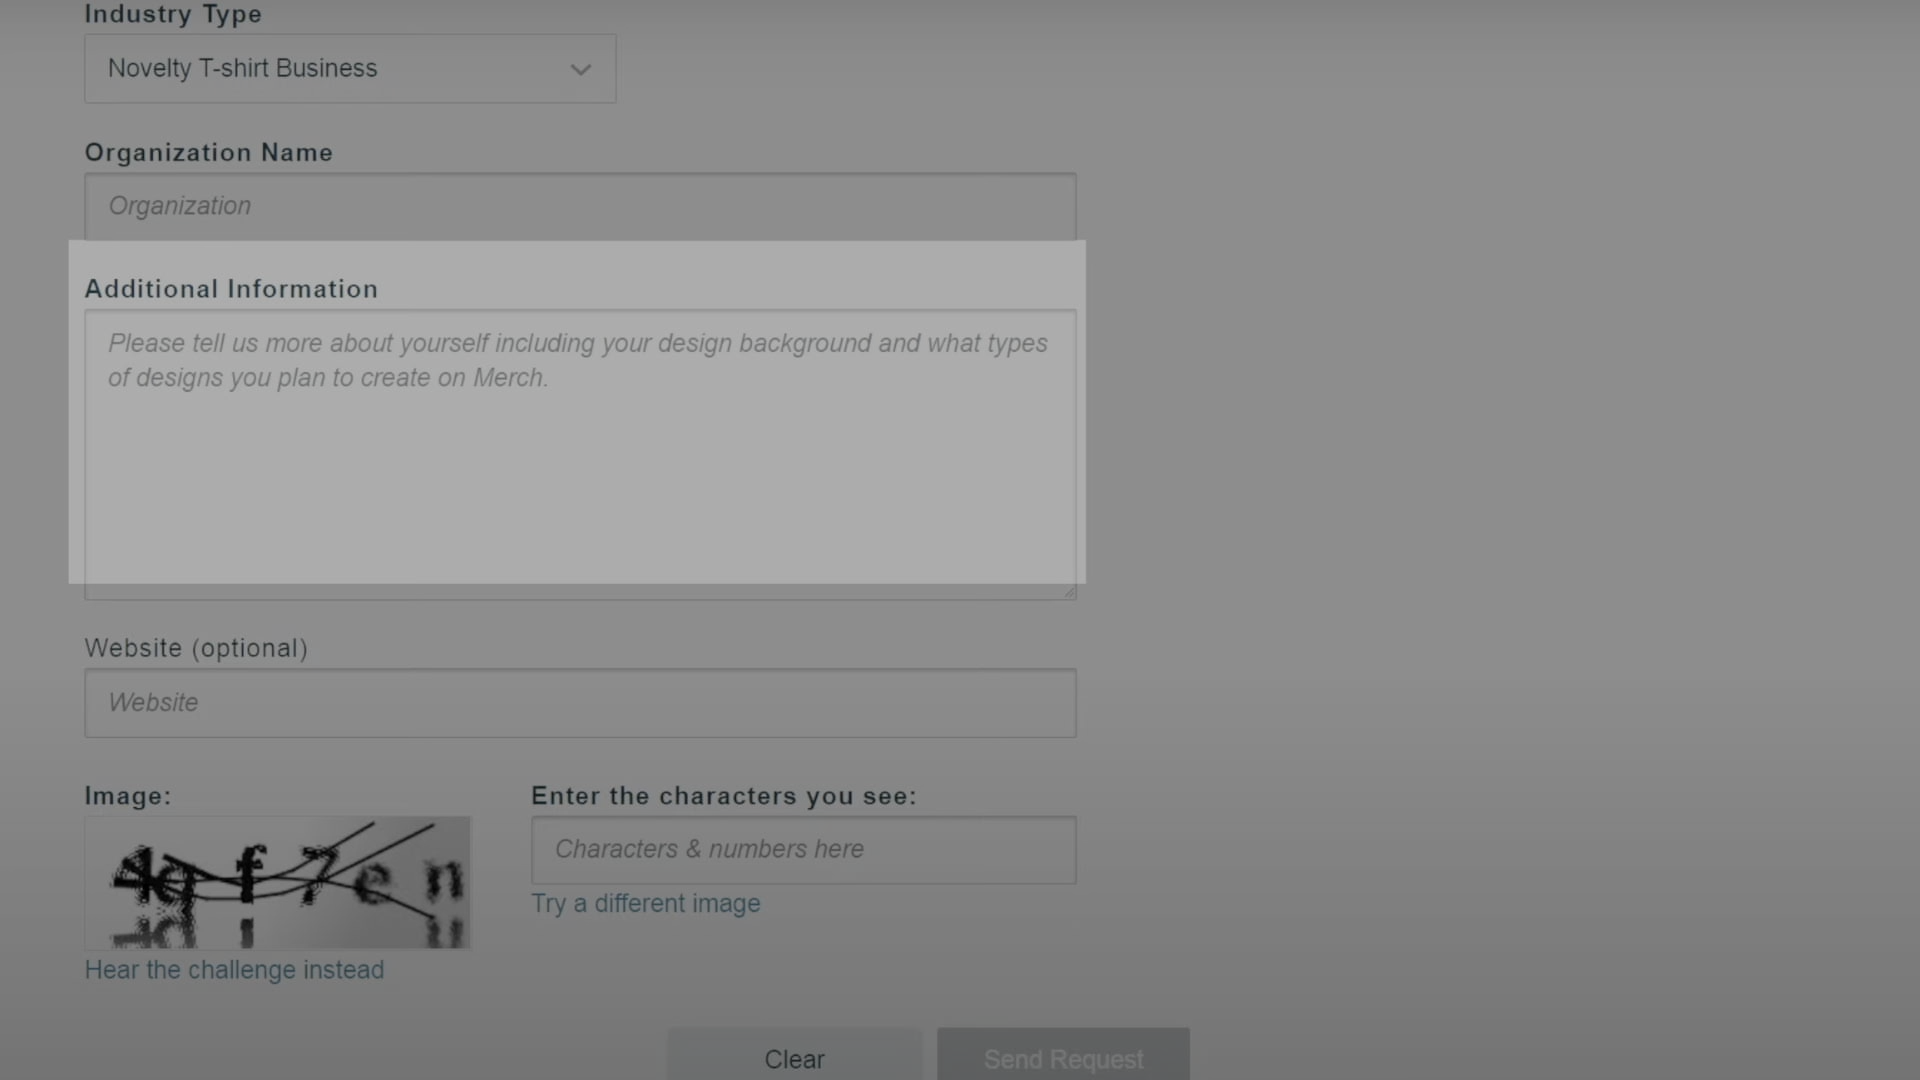 Industry Type
Novelty T-shirt Business
Organization Name
Organization
Additional Information
Please tell us more about yourself including your design background and what types
of designs you plan to create on Merch.
Website (optional)
Website
Image:
Enter the characters you see:
Characters & numbers here
Try a different image
Hear the challenge instead
Clear
Send Request